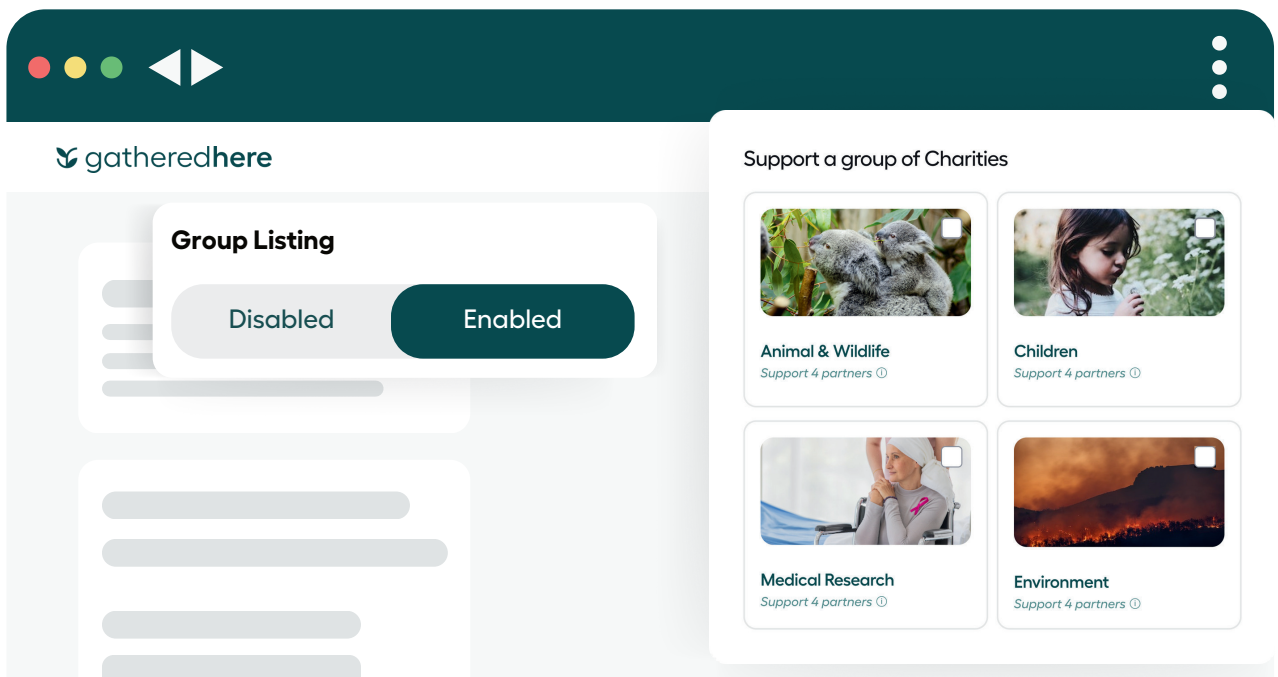 gatheredhere
Group Listing
Disabled
Enabled
Support a group of Charities
Animal & Wildlife
Support 4 partners ⓘ
Children
Support 4 partners ⓘ
Medical Research
Support 4 partners ⓘ
Environment
Support 4 partners ⓘ